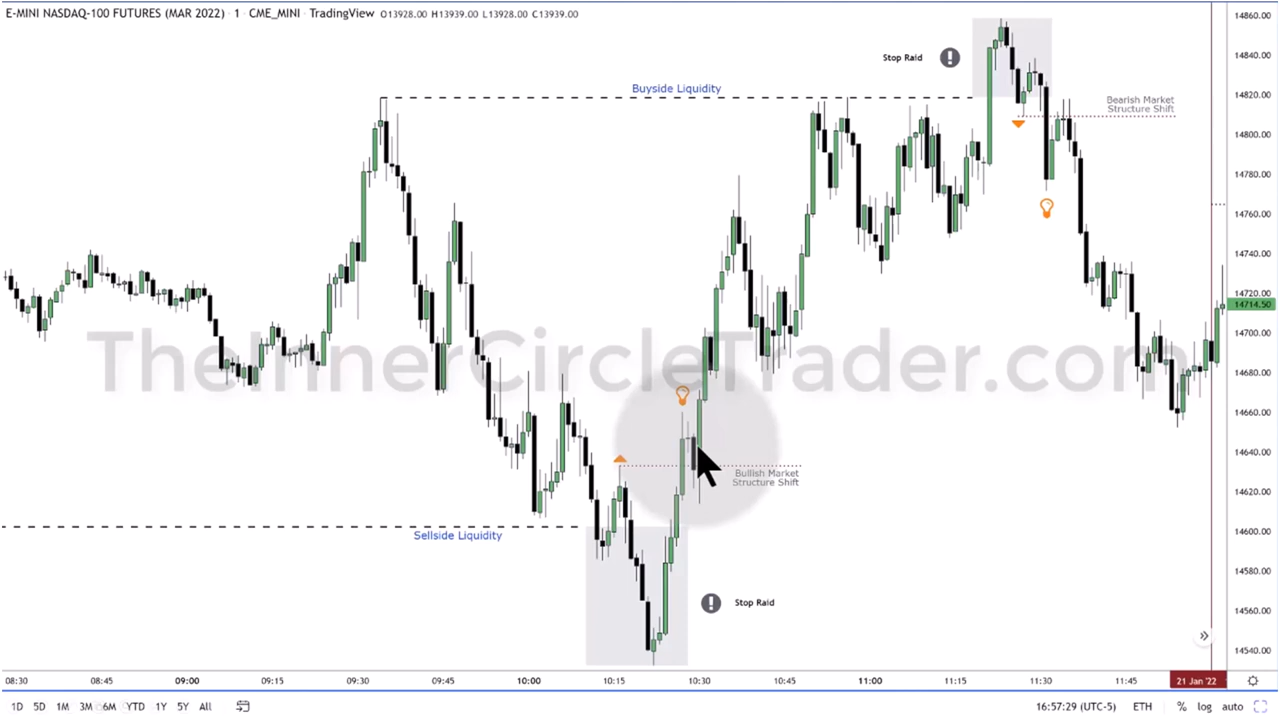 E-MINI NASDAQ-100 FUTURES (MAR 2022) · 1 · CME_MINI · TradingView O13928.00 H13939.00 L13928.00 C13939.00
14860.00
Stop Raid
14840.00
Buyside Liquidity
14820.00
Bearish Market
Structure Shift
14800.00
14780.00
14760.00
14740.00
14720.00
14714.50
14700.00
TheInnerCircleTrader.com
14680.00
14660.00
14640.00
Bullish Market
Structure Shift
14620.00
14600.00
Sellside Liquidity
14580.00
Stop Raid
14560.00
14540.00
08:30 08:45 09:00 09:15 09:30 09:45 10:00 10:15 10:30 10:45 11:00 11:15 11:30 11:45 21 Jan '22
1D 5D 1M 3M 6M YTD 1Y 5Y All 16:57:29 (UTC-5) ETH % log auto